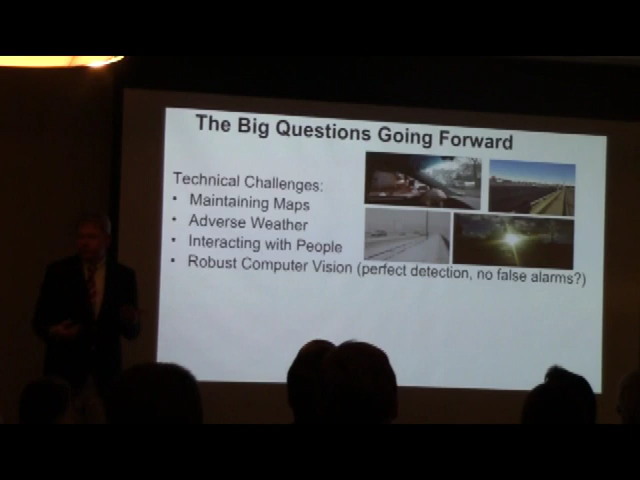 The Big Questions Going Forward
Technical Challenges:
• Maintaining Maps
• Adverse Weather
• Interacting with People
• Robust Computer Vision (perfect detection, no false alarms?)